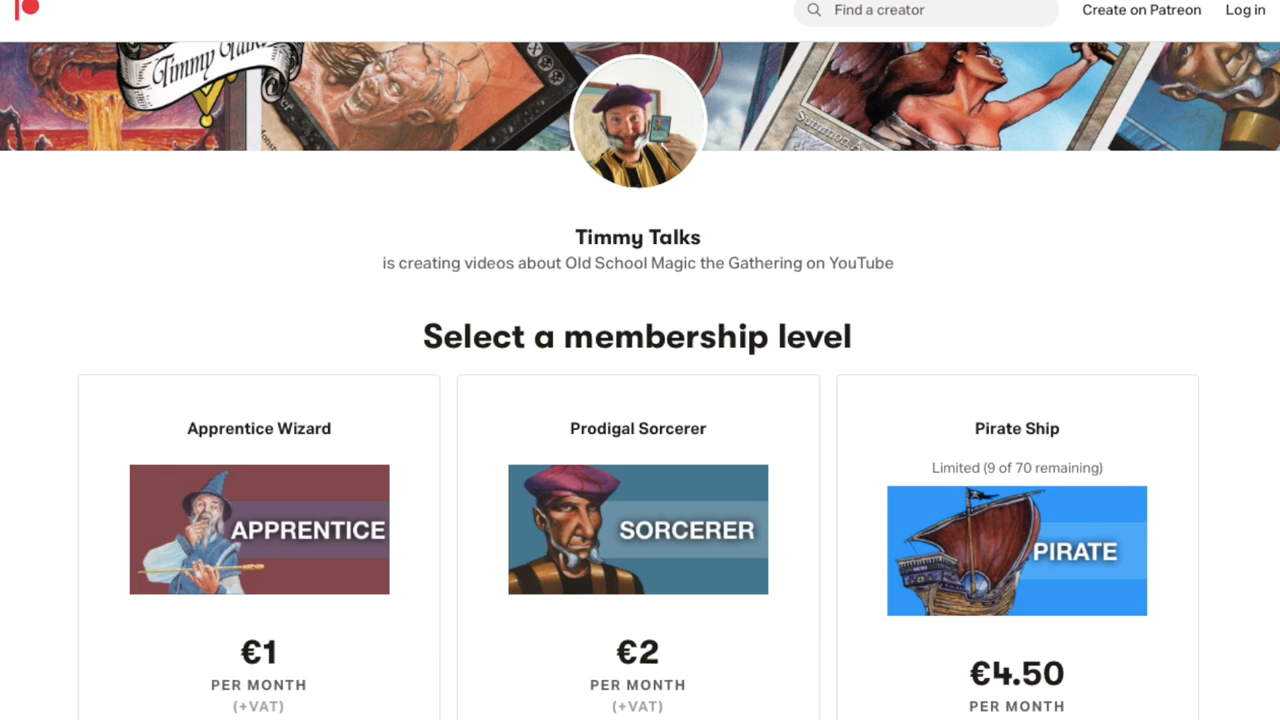 Find a creator
Create on Patreon
Log in
Timmy Talks
Summon A
Timmy Talks
is creating videos about Old School Magic the Gathering on YouTube
Select a membership level
Apprentice Wizard
Prodigal Sorcerer
Pirate Ship
Limited (9 of 70 remaining)
APPRENTICE
SORCERER
PIRATE
€1
PER MONTH
(+VAT)
€2
PER MONTH
(+VAT)
€4.50
PER MONTH